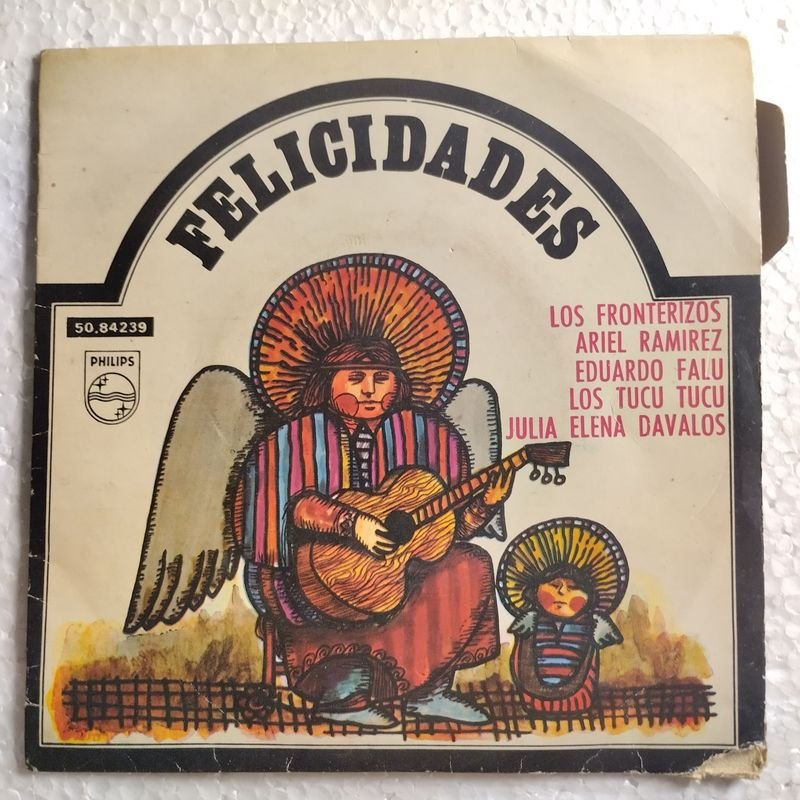 FELICIDADES
50.84239
PHILIPS
LOS FRONTERIZOS
ARIEL RAMIREZ
EDUARDO FALU
LOS TUCU TUCU
JULIA ELENA DAVALOS